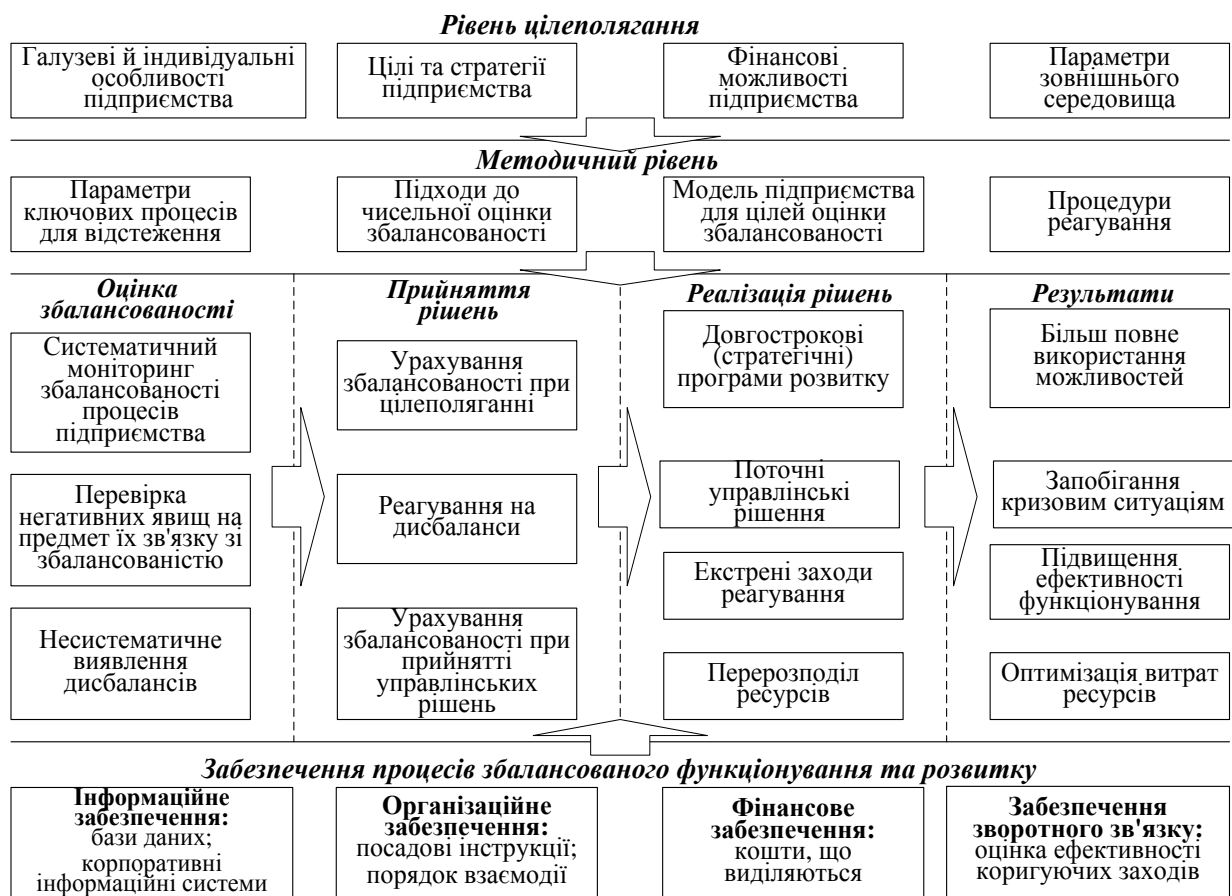 Рівень цілеполягання
Галузеві й індивідуальні
особливості
підприємства
Цілі та стратегії
підприємства
Фінансові
можливості
підприємства
Параметри
зовнішнього
середовища
Методичний рівень
Параметри
ключових процесів
для відстеження
Підходи до
чисельної оцінки
збалансованості
Модель підприємства
для цілей оцінки
збалансованості
Процедури
реагування
Оцінка
збалансованості
Систематичний
моніторинг
збалансованості
процесів
підприємства
Перевірка
негативних явищ на
предмет їх зв'язку зі
збалансованістю
Несистематичне
виявлення
дисбалансів
Прийняття
рішень
Урахування
збалансованості при
цілеполяганні
Реагування на
дисбаланси
Урахування
збалансованості при
прийнятті
управлінських
рішень
Реалізація рішень
Довгострокові
(стратегічні)
програми розвитку
Поточні
управлінські
рішення
Екстрені заходи
реагування
Перерозподіл
ресурсів
Результати
Більш повне
використання
можливостей
Запобігання
кризовим ситуаціям
Підвищення
ефективності
функціонування
Оптимізація витрат
ресурсів
Забезпечення процесів збалансованого функціонування та розвитку
Інформаційне
забезпечення:
бази даних;
корпоративні
інформаційні системи
Організаційне
забезпечення:
посадові інструкції;
порядок взаємодії
Фінансове
забезпечення:
кошти, що
виділяються
Забезпечення
зворотного зв'язку:
оцінка ефективності
коригуючих заходів